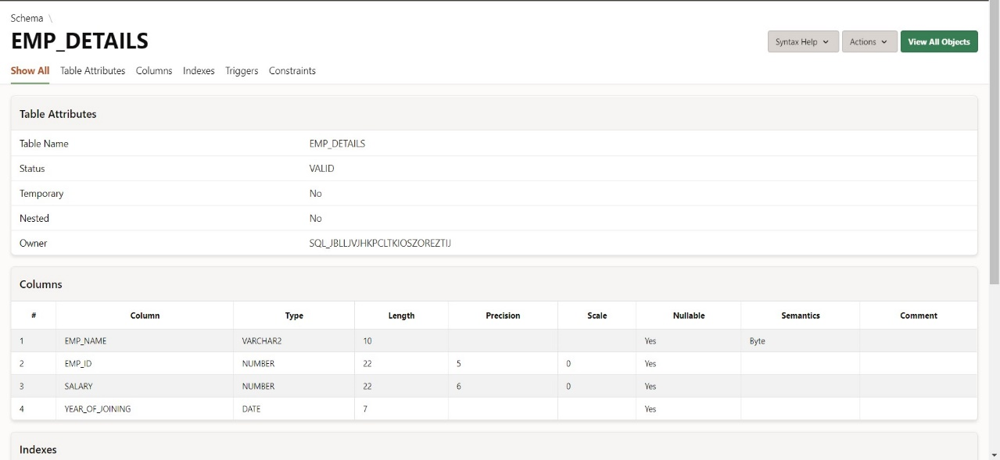 Schema \
EMP_DETAILS
Syntax Help Actions View All Objects
Show All Table Attributes Columns Indexes Triggers Constraints
Table Attributes
Table Name EMP_DETAILS
Status VALID
Temporary No
Nested No
Owner SQL_JBLLJVJHKPCLTKIOSZOREZTIJ
Columns
# Column Type Length Precision Scale Nullable Semantics Comment
1 EMP_NAME VARCHAR2 10 Yes Byte
2 EMP_ID NUMBER 22 5 0 Yes
3 SALARY NUMBER 22 6 0 Yes
4 YEAR_OF_JOINING DATE 7 Yes
Indexes